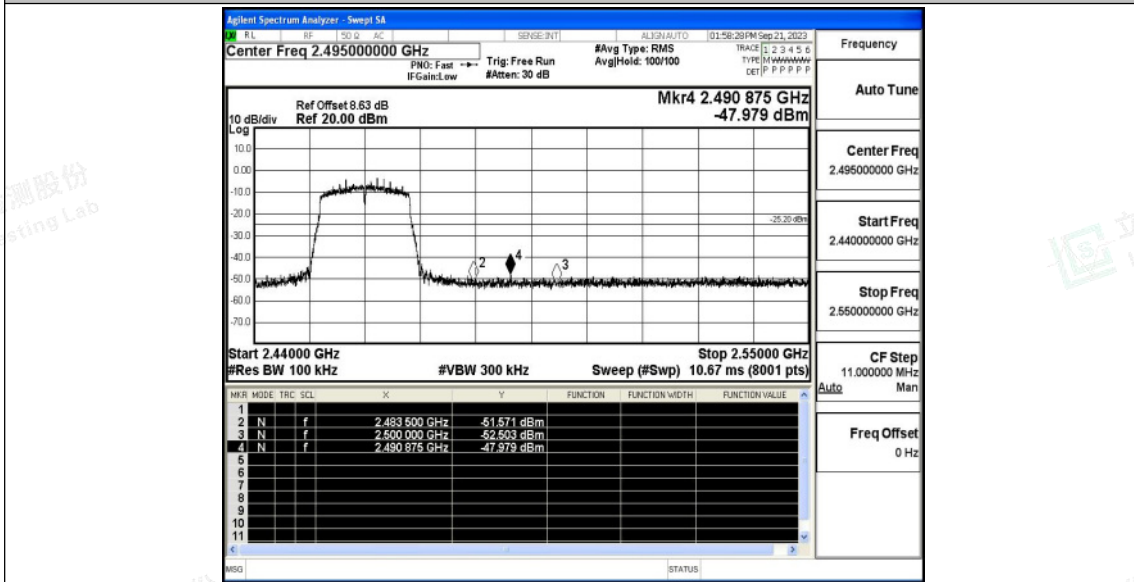 Agilent Spectrum Analyzer - Swept SA
RL RF 50 Ω AC SENSE:INT ALIGNAUTO 01:58:28PM Sep 21, 2023
Center Freq 2.495000000 GHz
PNO: Fast
IFGain:Low
Trig: Free Run
#Atten: 30 dB
#Avg Type: RMS
Avg|Hold: 100/100
TRACE 1 2 3 4 5 6
TYPE M W W W W W
DET P P P P P P
Ref Offset 8.63 dB
10 dB/div Ref 20.00 dBm
Log
Mkr4 2.490 875 GHz
-47.979 dBm
10.0
0.00
-10.0
-20.0
-25.20 dBm
-30.0
-40.0
2 4 3
-50.0
-60.0
-70.0
Start 2.44000 GHz Stop 2.55000 GHz
#Res BW 100 kHz #VBW 300 kHz Sweep (#Swp) 10.67 ms (8001 pts)
MKR MODE TRC SCL X Y FUNCTION FUNCTION WIDTH FUNCTION VALUE
1
2 N f 2.483 500 GHz -51.571 dBm
3 N f 2.500 000 GHz -52.503 dBm
4 N f 2.490 875 GHz -47.979 dBm
5
6
7
8
9
10
11
MSG STATUS
Frequency
Auto Tune
Center Freq
2.495000000 GHz
Start Freq
2.440000000 GHz
Stop Freq
2.550000000 GHz
CF Step
11.000000 MHz
Auto Man
Freq Offset
0 Hz
测股份
sting Lab
立